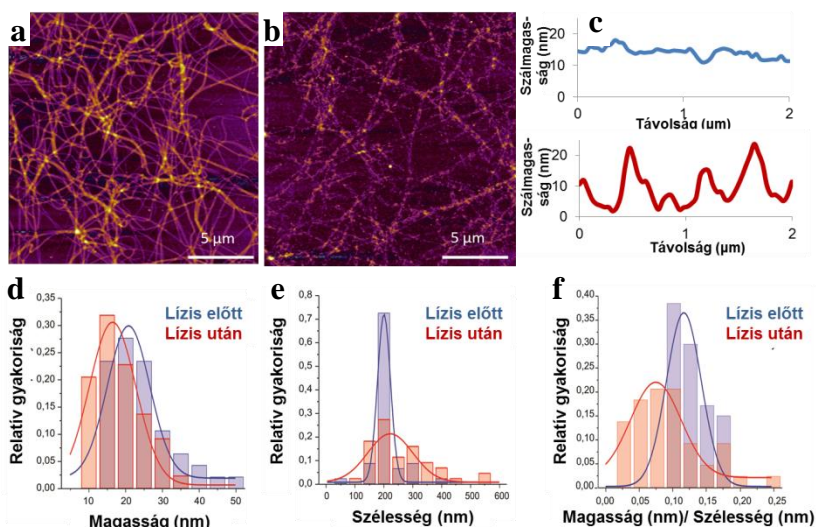 a
5 µm
b
5 µm
c
Szálmagas-
ság (nm)
20
10
0
0
1
2
Távolság (µm)
Szálmagas-
ság (nm)
20
10
0
0
1
2
Távolság (µm)
d
Relatív gyakoriság
0,35
0,30
0,25
0,20
0,15
0,10
0,05
0,00
Lízis előtt
Lízis után
10 20 30 40 50
Magasság (nm)
e
Relatív gyakoriság
0,8
0,7
0,6
0,5
0,4
0,3
0,2
0,1
0,0
Lízis előtt
Lízis után
0 100 200 300 400 500 600
Szélesség (nm)
f
Relatív gyakoriság
0,40
0,35
0,30
0,25
0,20
0,15
0,10
0,05
0,00
Lízis előtt
Lízis után
0,00 0,05 0,10 0,15 0,20 0,25
Magasság (nm)/ Szélesség (nm)